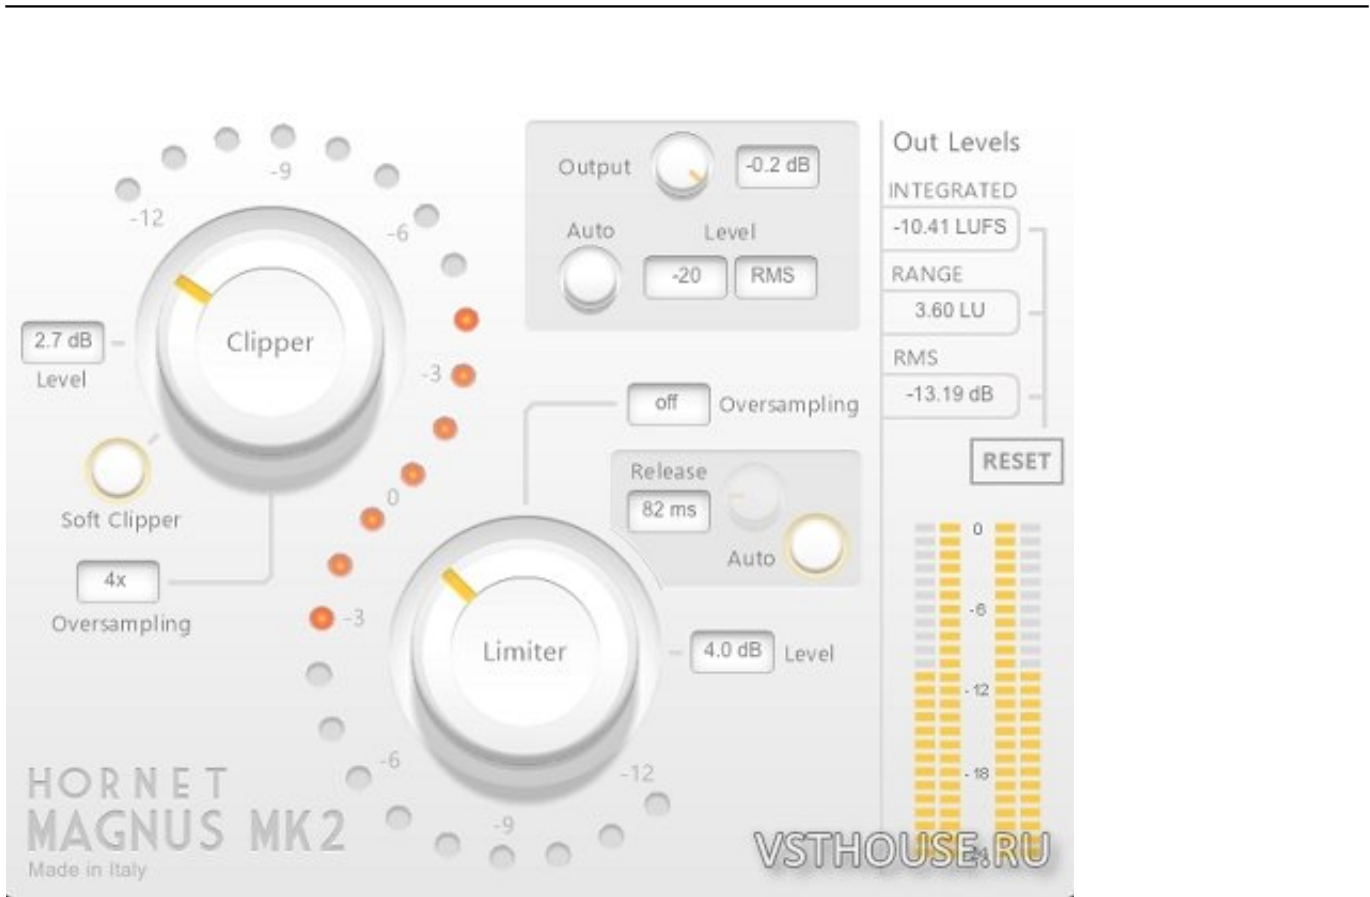 -9
-12
-6
Clipper
2.7 dB
Level
-3
Soft Clipper
0
4x
Oversampling
-3
Output
-0.2 dB
Auto
Level
-20
RMS
off
Oversampling
Release
82 ms
Auto
Limiter
4.0 dB
Level
-6
-12
-9
HORNET
MAGNUS MK2
Made in Italy
Out Levels
INTEGRATED
-10.41 LUFS
RANGE
3.60 LU
RMS
-13.19 dB
RESET
0
-6
-12
-18
VSTHOUSE.RU